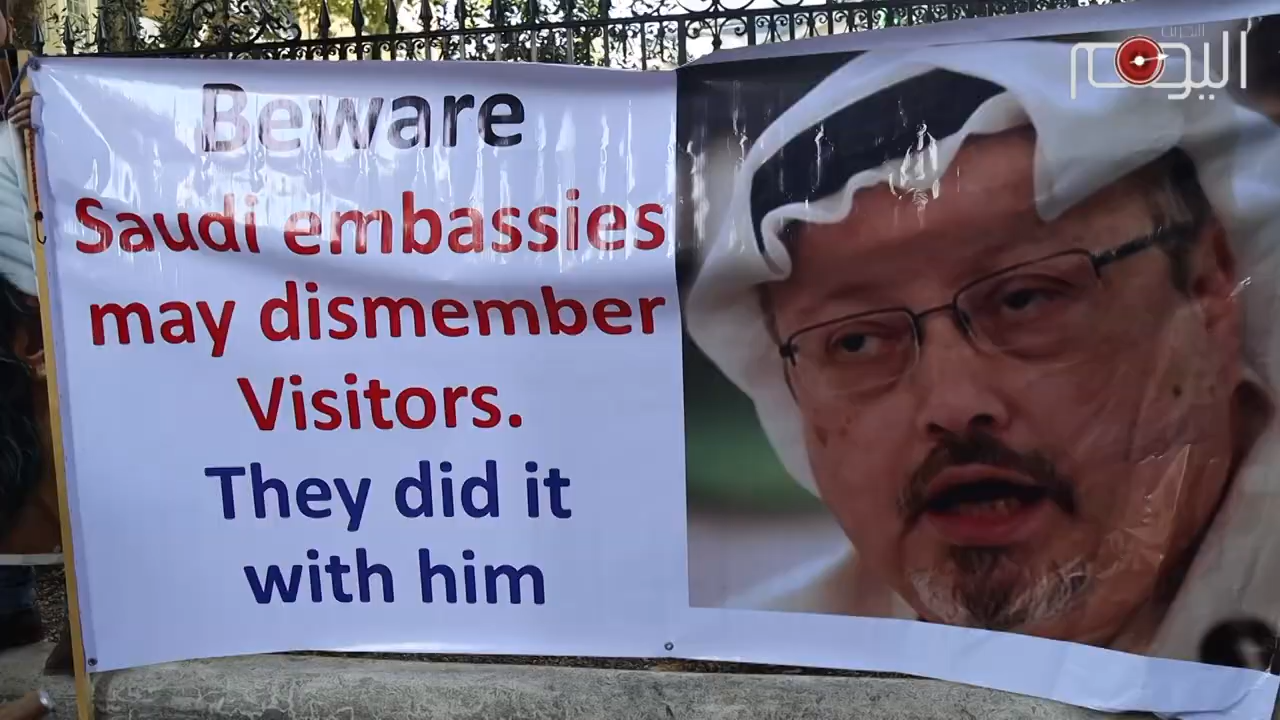 Beware
Saudi embassies
may dismember
Visitors.
They did it
with him
اليوم